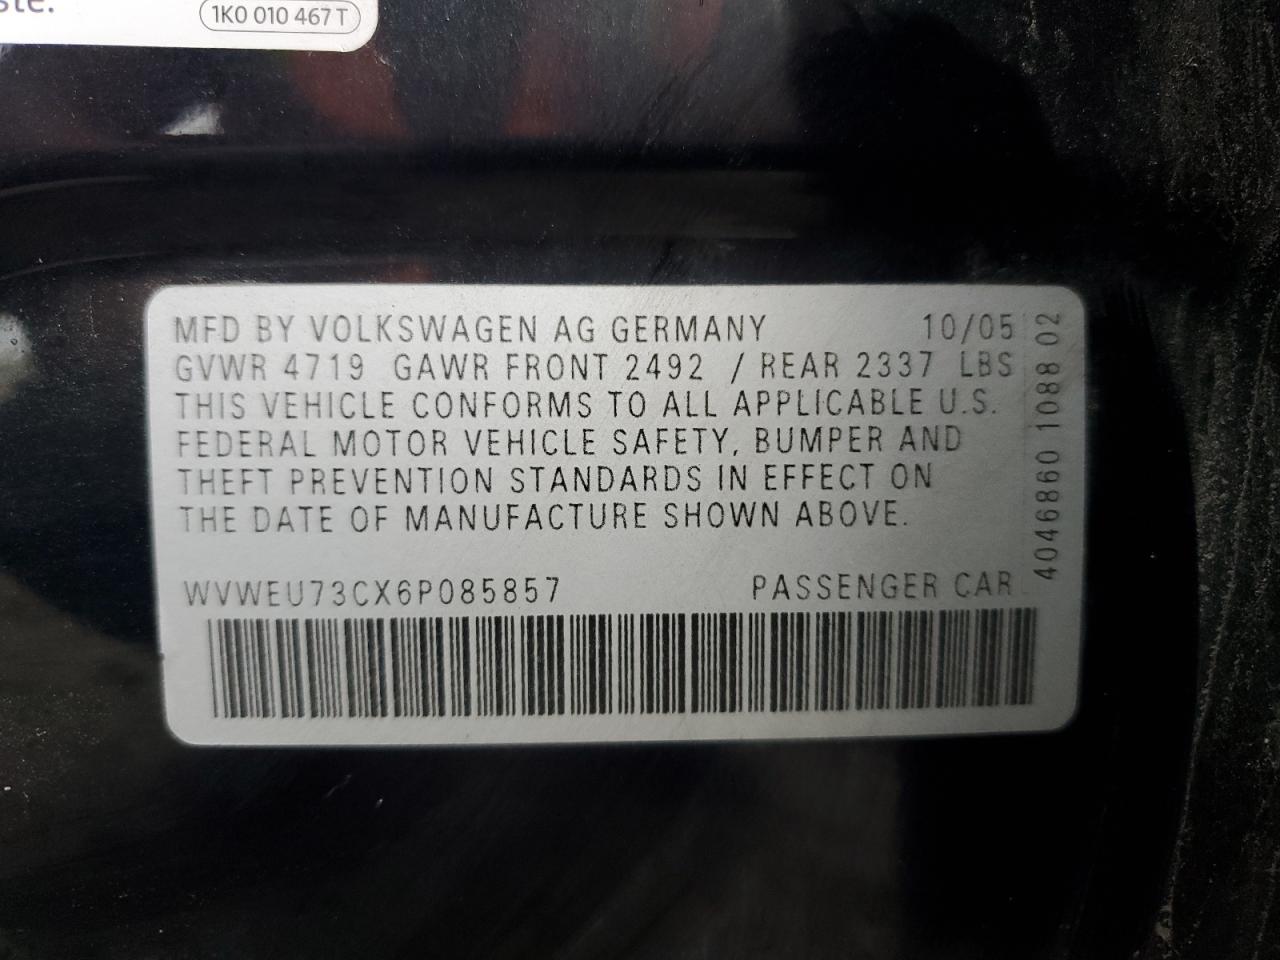 ste.
1K0 010 467 T
MFD BY VOLKSWAGEN AG GERMANY 10/05
GVWR 4719 GAWR FRONT 2492 / REAR 2337 LBS
THIS VEHICLE CONFORMS TO ALL APPLICABLE U.S.
FEDERAL MOTOR VEHICLE SAFETY, BUMPER AND
THEFT PREVENTION STANDARDS IN EFFECT ON
THE DATE OF MANUFACTURE SHOWN ABOVE.
WVWEU73CX6P085857 PASSENGER CAR
4046860 1088 02